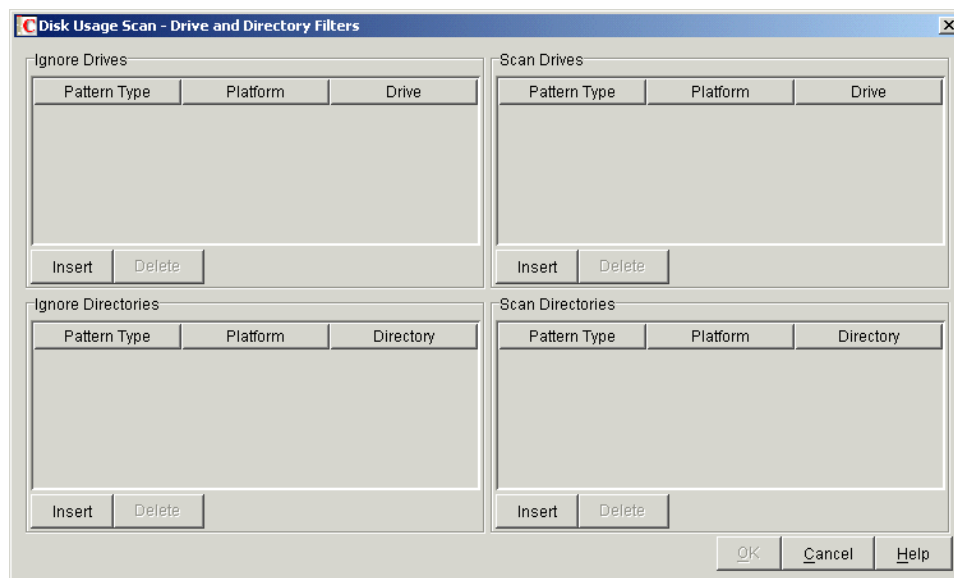 Disk Usage Scan - Drive and Directory Filters
Ignore Drives
Pattern Type Platform Drive
Insert Delete
Scan Drives
Pattern Type Platform Drive
Insert Delete
Ignore Directories
Pattern Type Platform Directory
Insert Delete
Scan Directories
Pattern Type Platform Directory
Insert Delete
OK Cancel Help